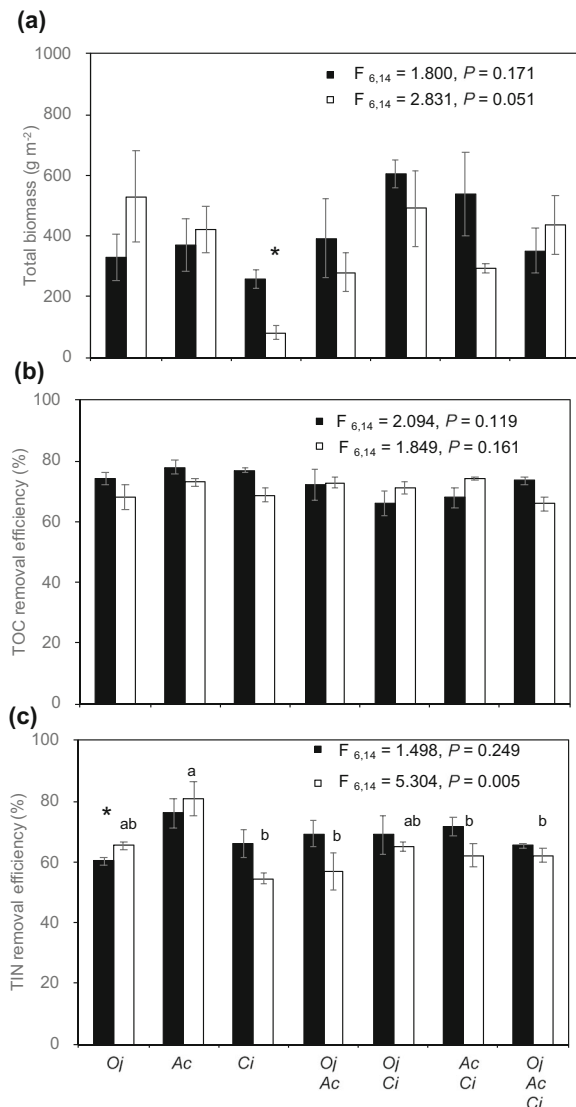 (a)
1000
800
600
400
200
0
Total biomass (g m-2)
F 6,14 = 1.800, P = 0.171
F 6,14 = 2.831, P = 0.051
*
(b)
100
80
60
40
20
0
TOC removal efficiency (%)
F 6,14 = 2.094, P = 0.119
F 6,14 = 1.849, P = 0.161
(c)
100
80
60
40
20
0
TIN removal efficiency (%)
F 6,14 = 1.498, P = 0.249
F 6,14 = 5.304, P = 0.005
* ab a b b ab b b
Oj Ac Ci Oj Oj Ac Oj
Ac Ci Ci Ac
Ci